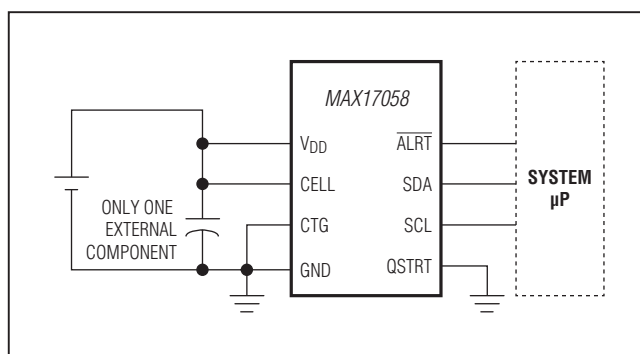 MAX17058
VDD
CELL
CTG
GND
ALRT
SDA
SCL
QSTRT
ONLY ONE
EXTERNAL
COMPONENT
SYSTEM
µP